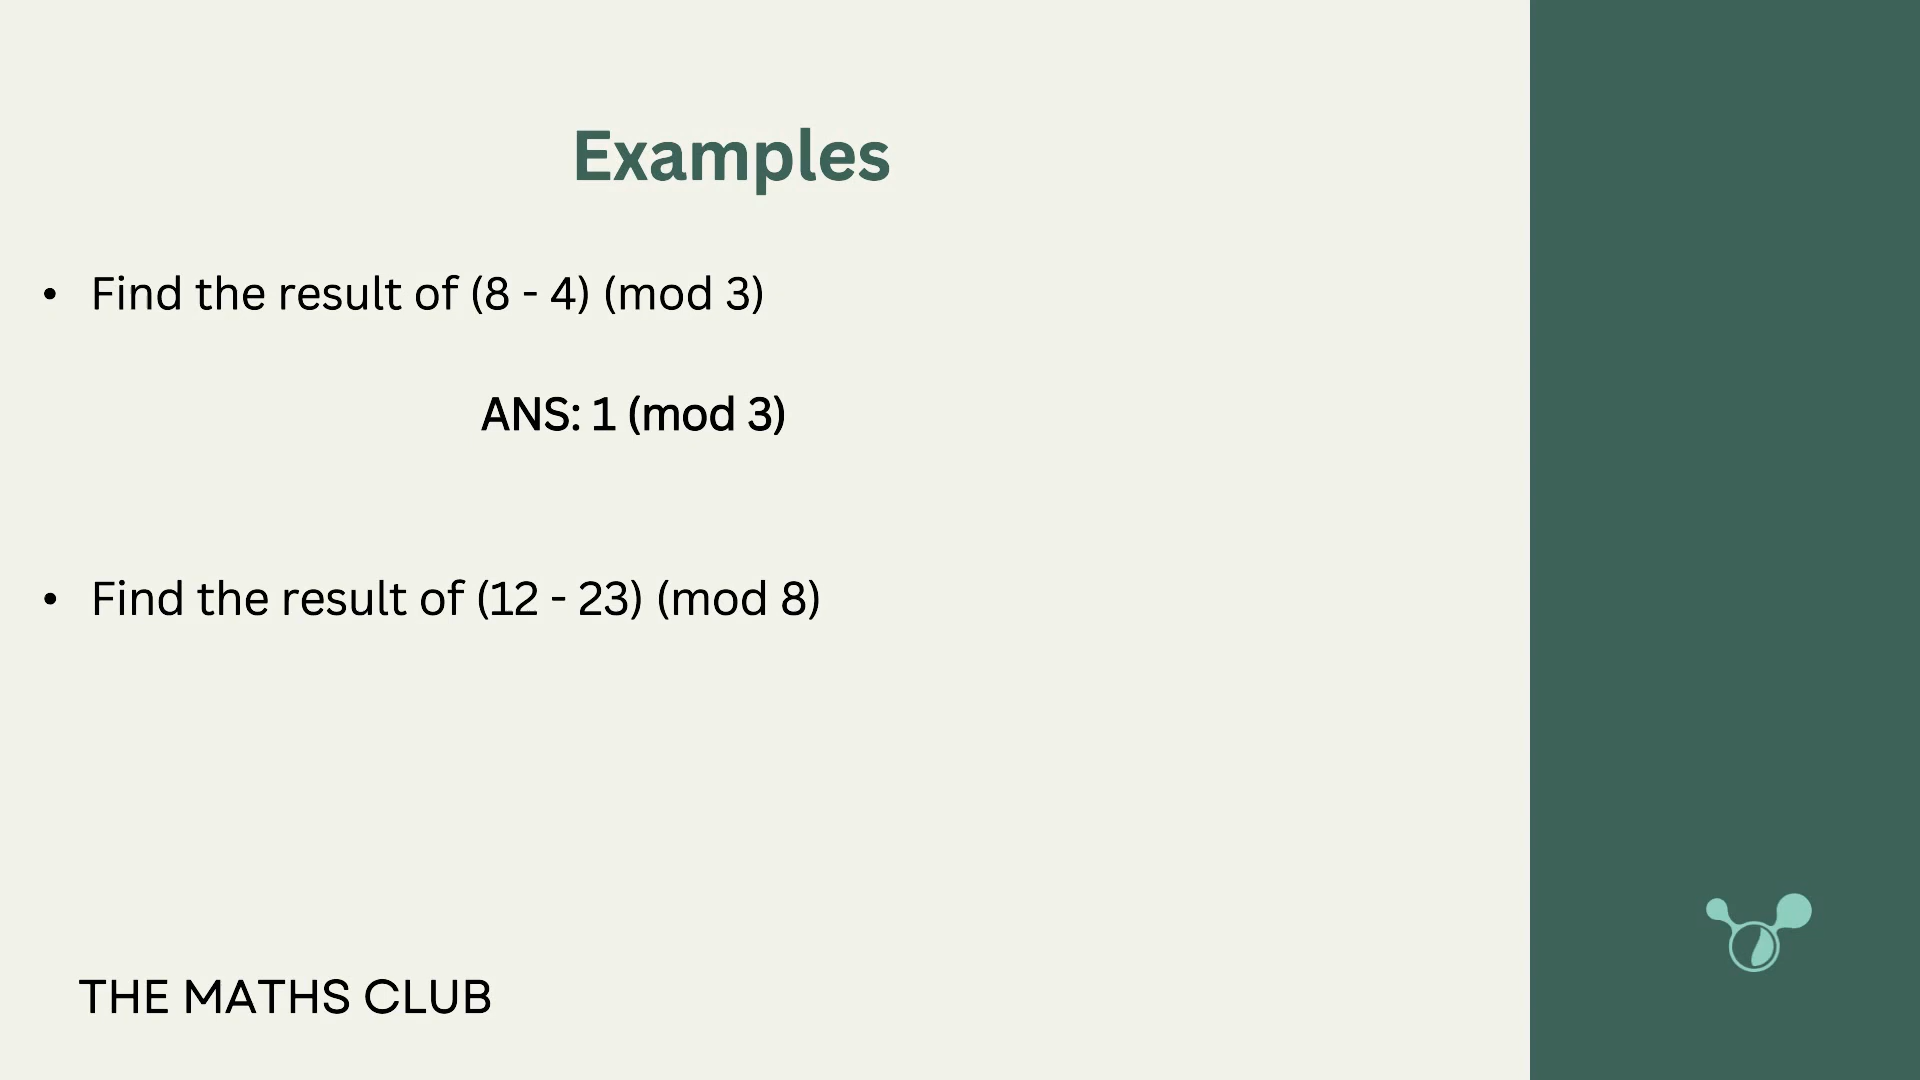 Examples
• Find the result of (8 - 4) (mod 3)
ANS: 1 (mod 3)
• Find the result of (12 - 23) (mod 8)
THE MATHS CLUB